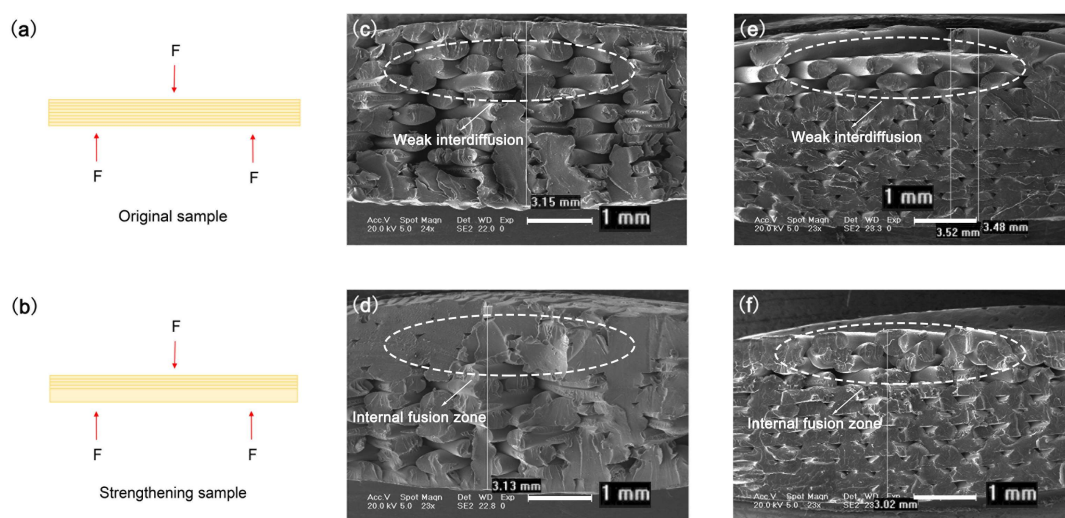 (a)
F
F
F
Original sample
(b)
F
F
F
Strengthening sample
(c)
Weak interdiffusion
3.15 mm
Acc.V Spot Magn Det WD Exp
20.0 kV 5.0 24x SE2 22.0 0
1 mm
(d)
Internal fusion zone
3.13 mm
Acc.V Spot Magn Det WD Exp
20.0 kV 5.0 23x SE2 22.8 0
1 mm
(e)
Weak interdiffusion
1 mm
Acc.V Spot Magn Det WD Exp
20.0 kV 5.0 23x SE2 23.3 0
3.52 mm
3.48 mm
(f)
Internal fusion zone
Acc.V Spot Magn Det WD Exp
20.0 kV 5.0 23x SE2
3.02 mm
1 mm